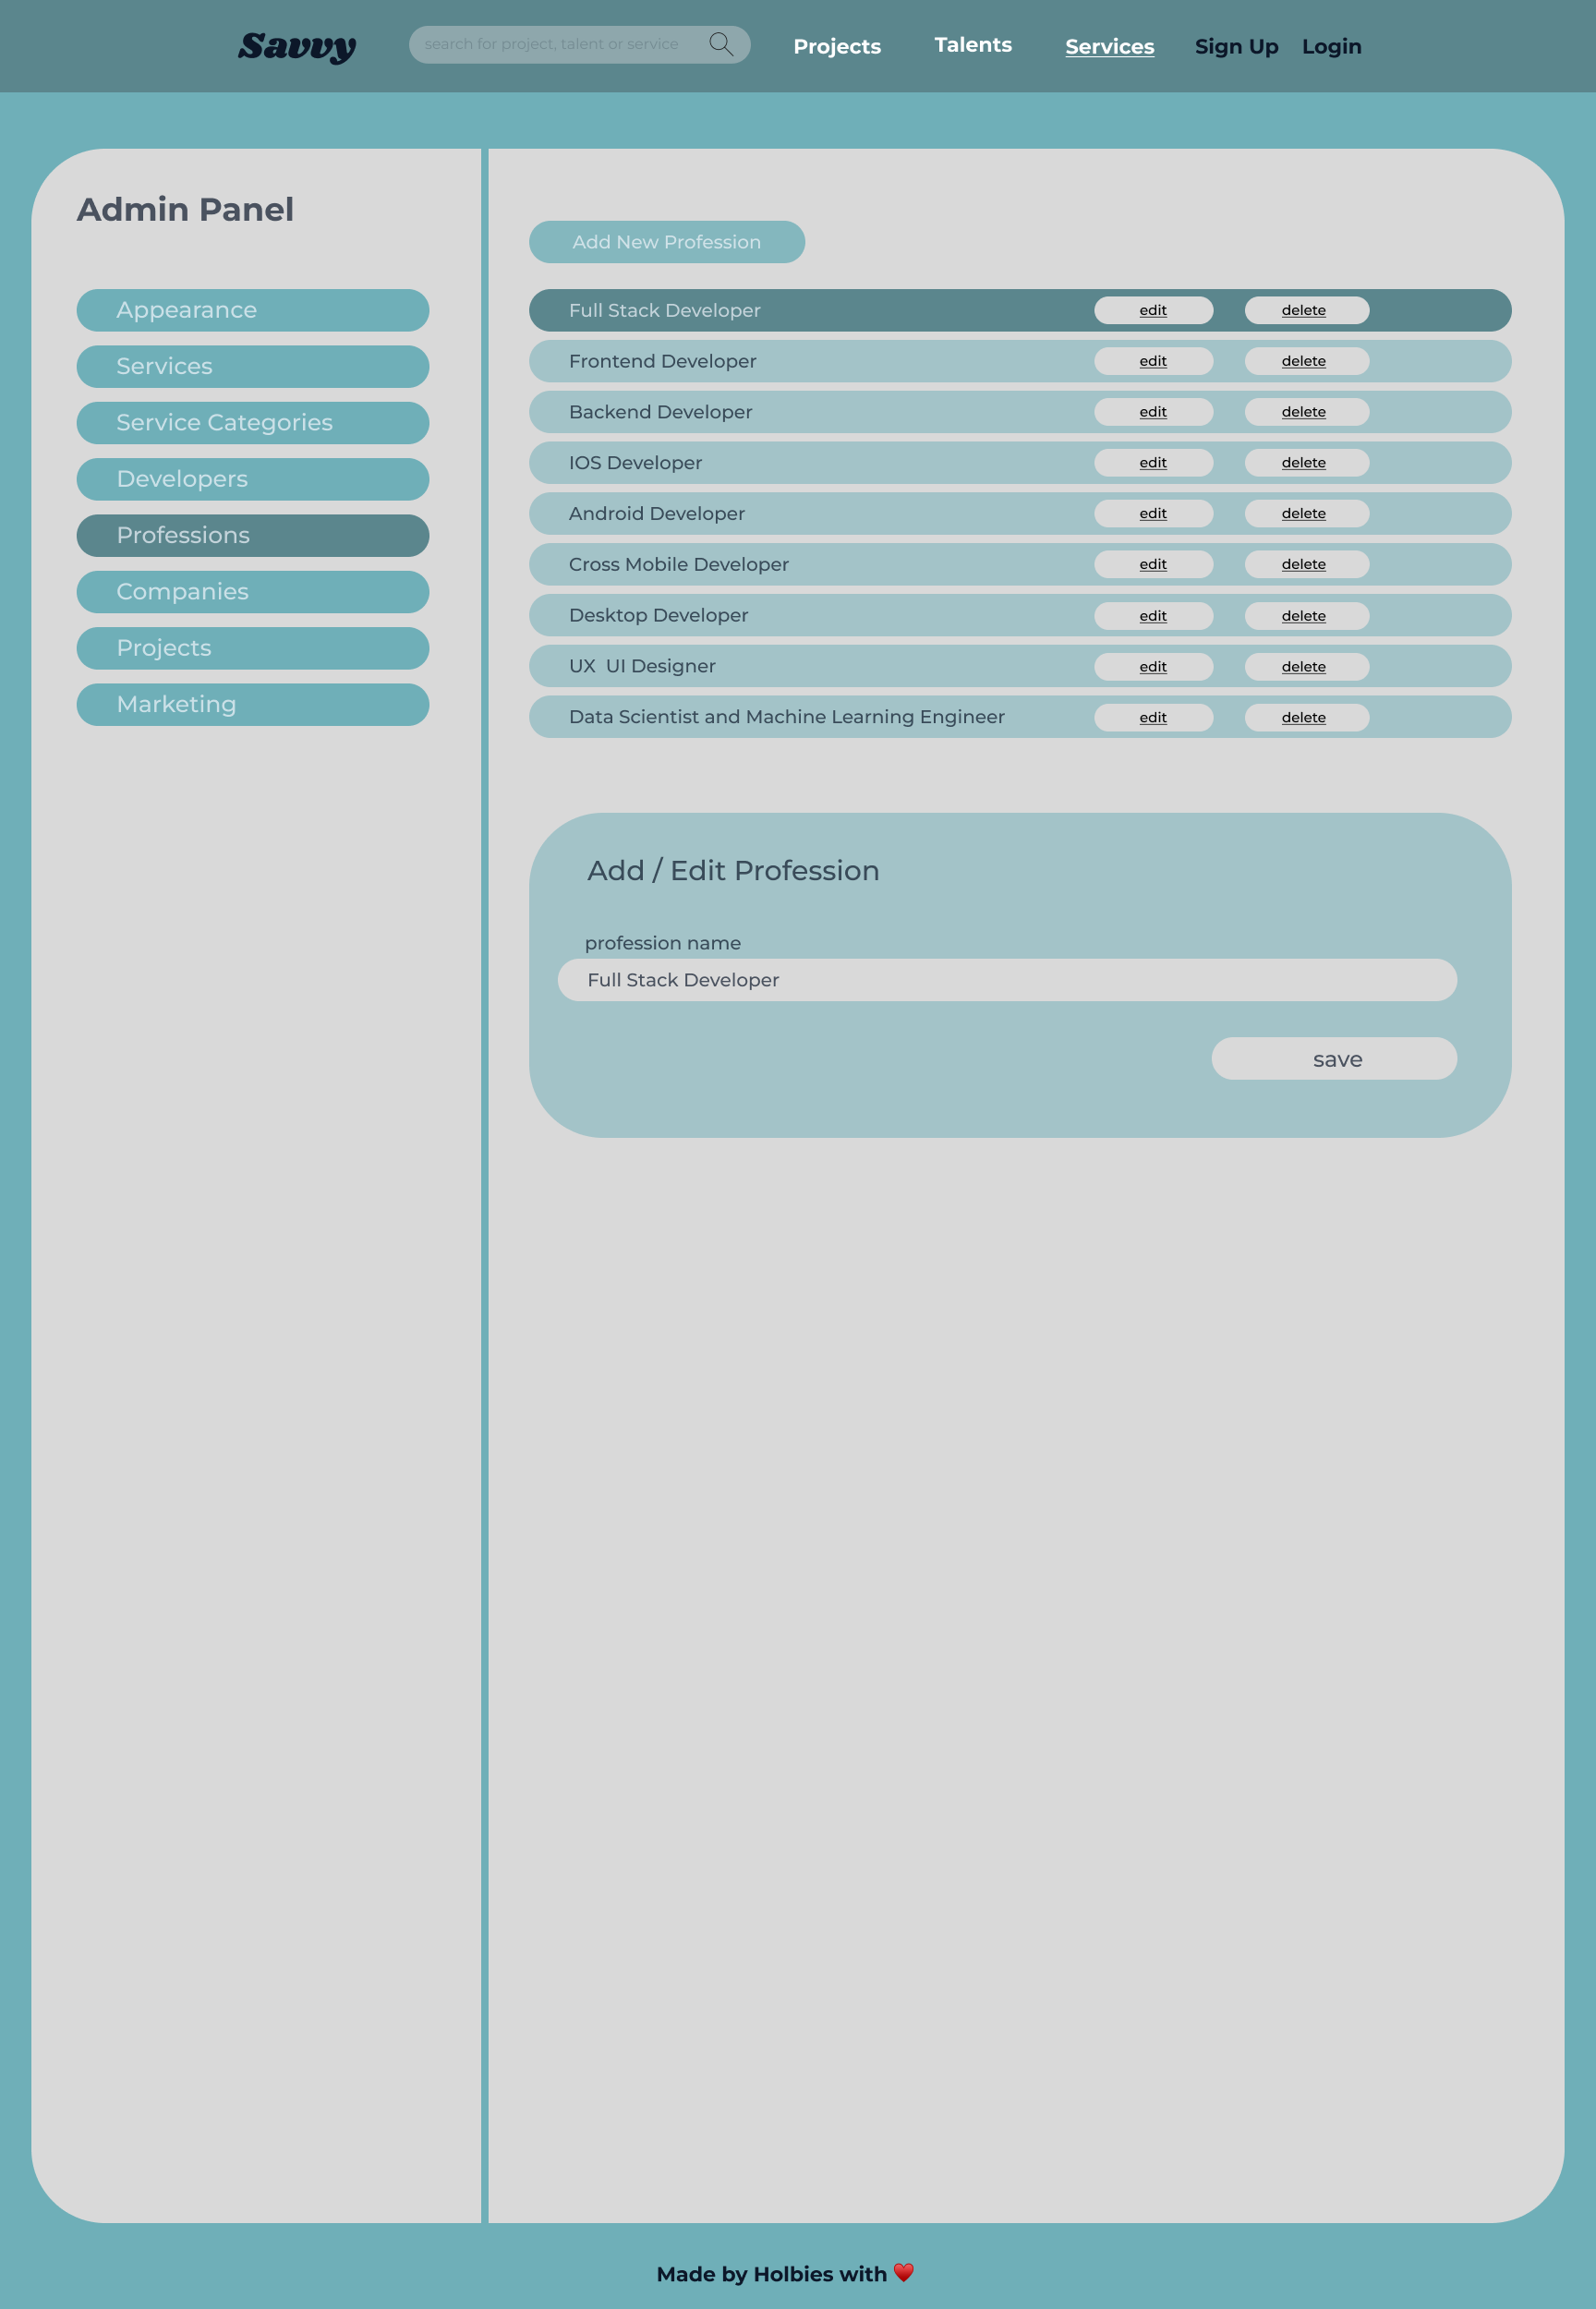 Savvy
search for project, talent or service
Projects
Talents
Services
Sign Up
Login
Admin Panel
Appearance
Services
Service Categories
Developers
Professions
Companies
Projects
Marketing
Add New Profession
Full Stack Developer edit delete
Frontend Developer edit delete
Backend Developer edit delete
IOS Developer edit delete
Android Developer edit delete
Cross Mobile Developer edit delete
Desktop Developer edit delete
UX  UI Designer edit delete
Data Scientist and Machine Learning Engineer edit delete
Add / Edit Profession
profession name
Full Stack Developer
save
Made by Holbies with ♥️